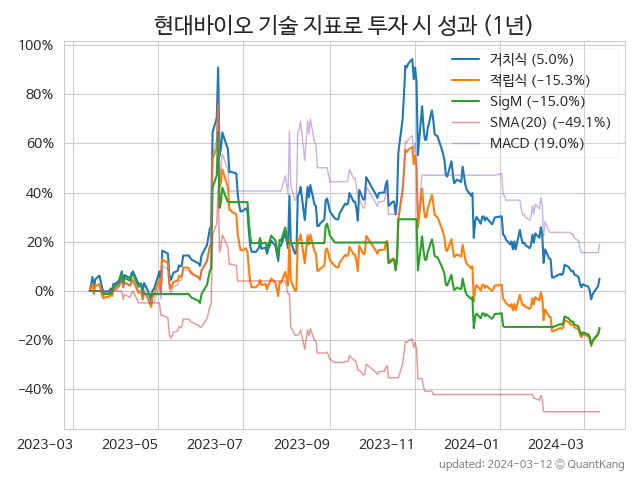 현대바이오 기술 지표로 투자 시 성과 (1년)
100%
80%
60%
40%
20%
0%
−20%
−40%
거치식 (5.0%)
적립식 (−15.3%)
SigM (−15.0%)
SMA(20) (−49.1%)
MACD (19.0%)
2023-03
2023-05
2023-07
2023-09
2023-11
2024-01
2024-03
updated: 2024-03-12 © QuantKang